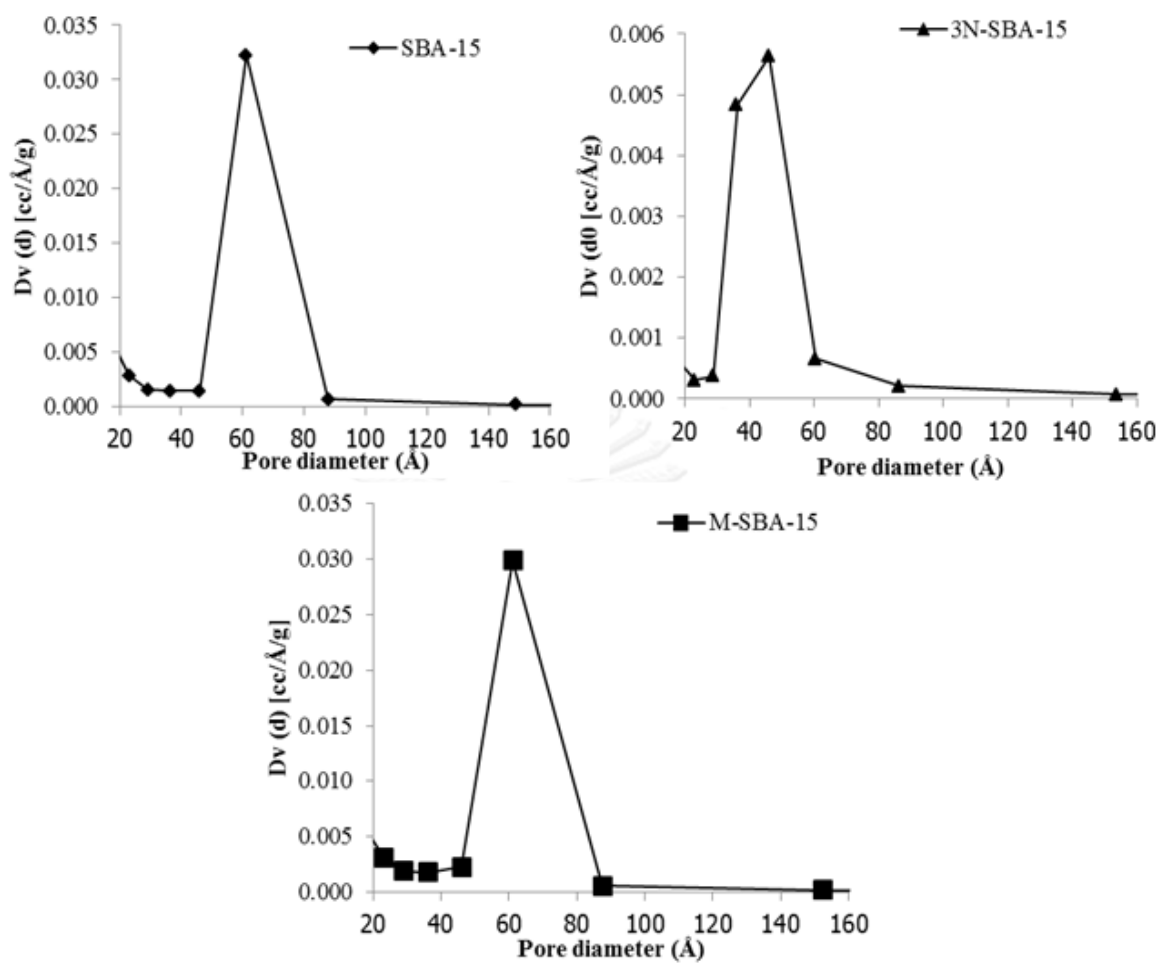 SBA-15
Dv (d) [cc/Å/g)
0.035
0.030
0.025
0.020
0.015
0.010
0.005
0.000
20 40 60 80 100 120 140 160
Pore diameter (Å)
3N-SBA-15
Dv (d0 [cc/Å/g)
0.006
0.005
0.004
0.003
0.002
0.001
0.000
20 40 60 80 100 120 140 160
Pore diameter (Å)
M-SBA-15
Dv (d) [cc/Å/g]
0.035
0.030
0.025
0.020
0.015
0.010
0.005
0.000
20 40 60 80 100 120 140 160
Pore diameter (Å)